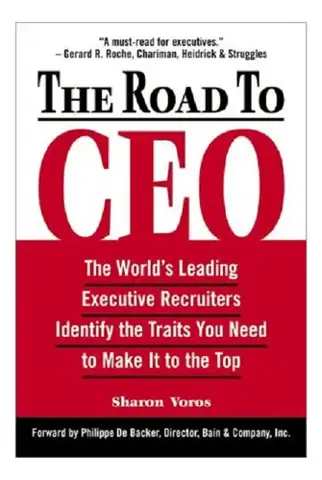 "A must-read for executives."
– Gerard R. Roche, Chariman, Heidrick & Struggles
THE ROAD TO
CEO
The World's Leading
Executive Recruiters
Identify the Traits You Need
to Make It to the Top
Sharon Voros
Forward by Philippe De Backer, Director, Bain & Company, Inc.